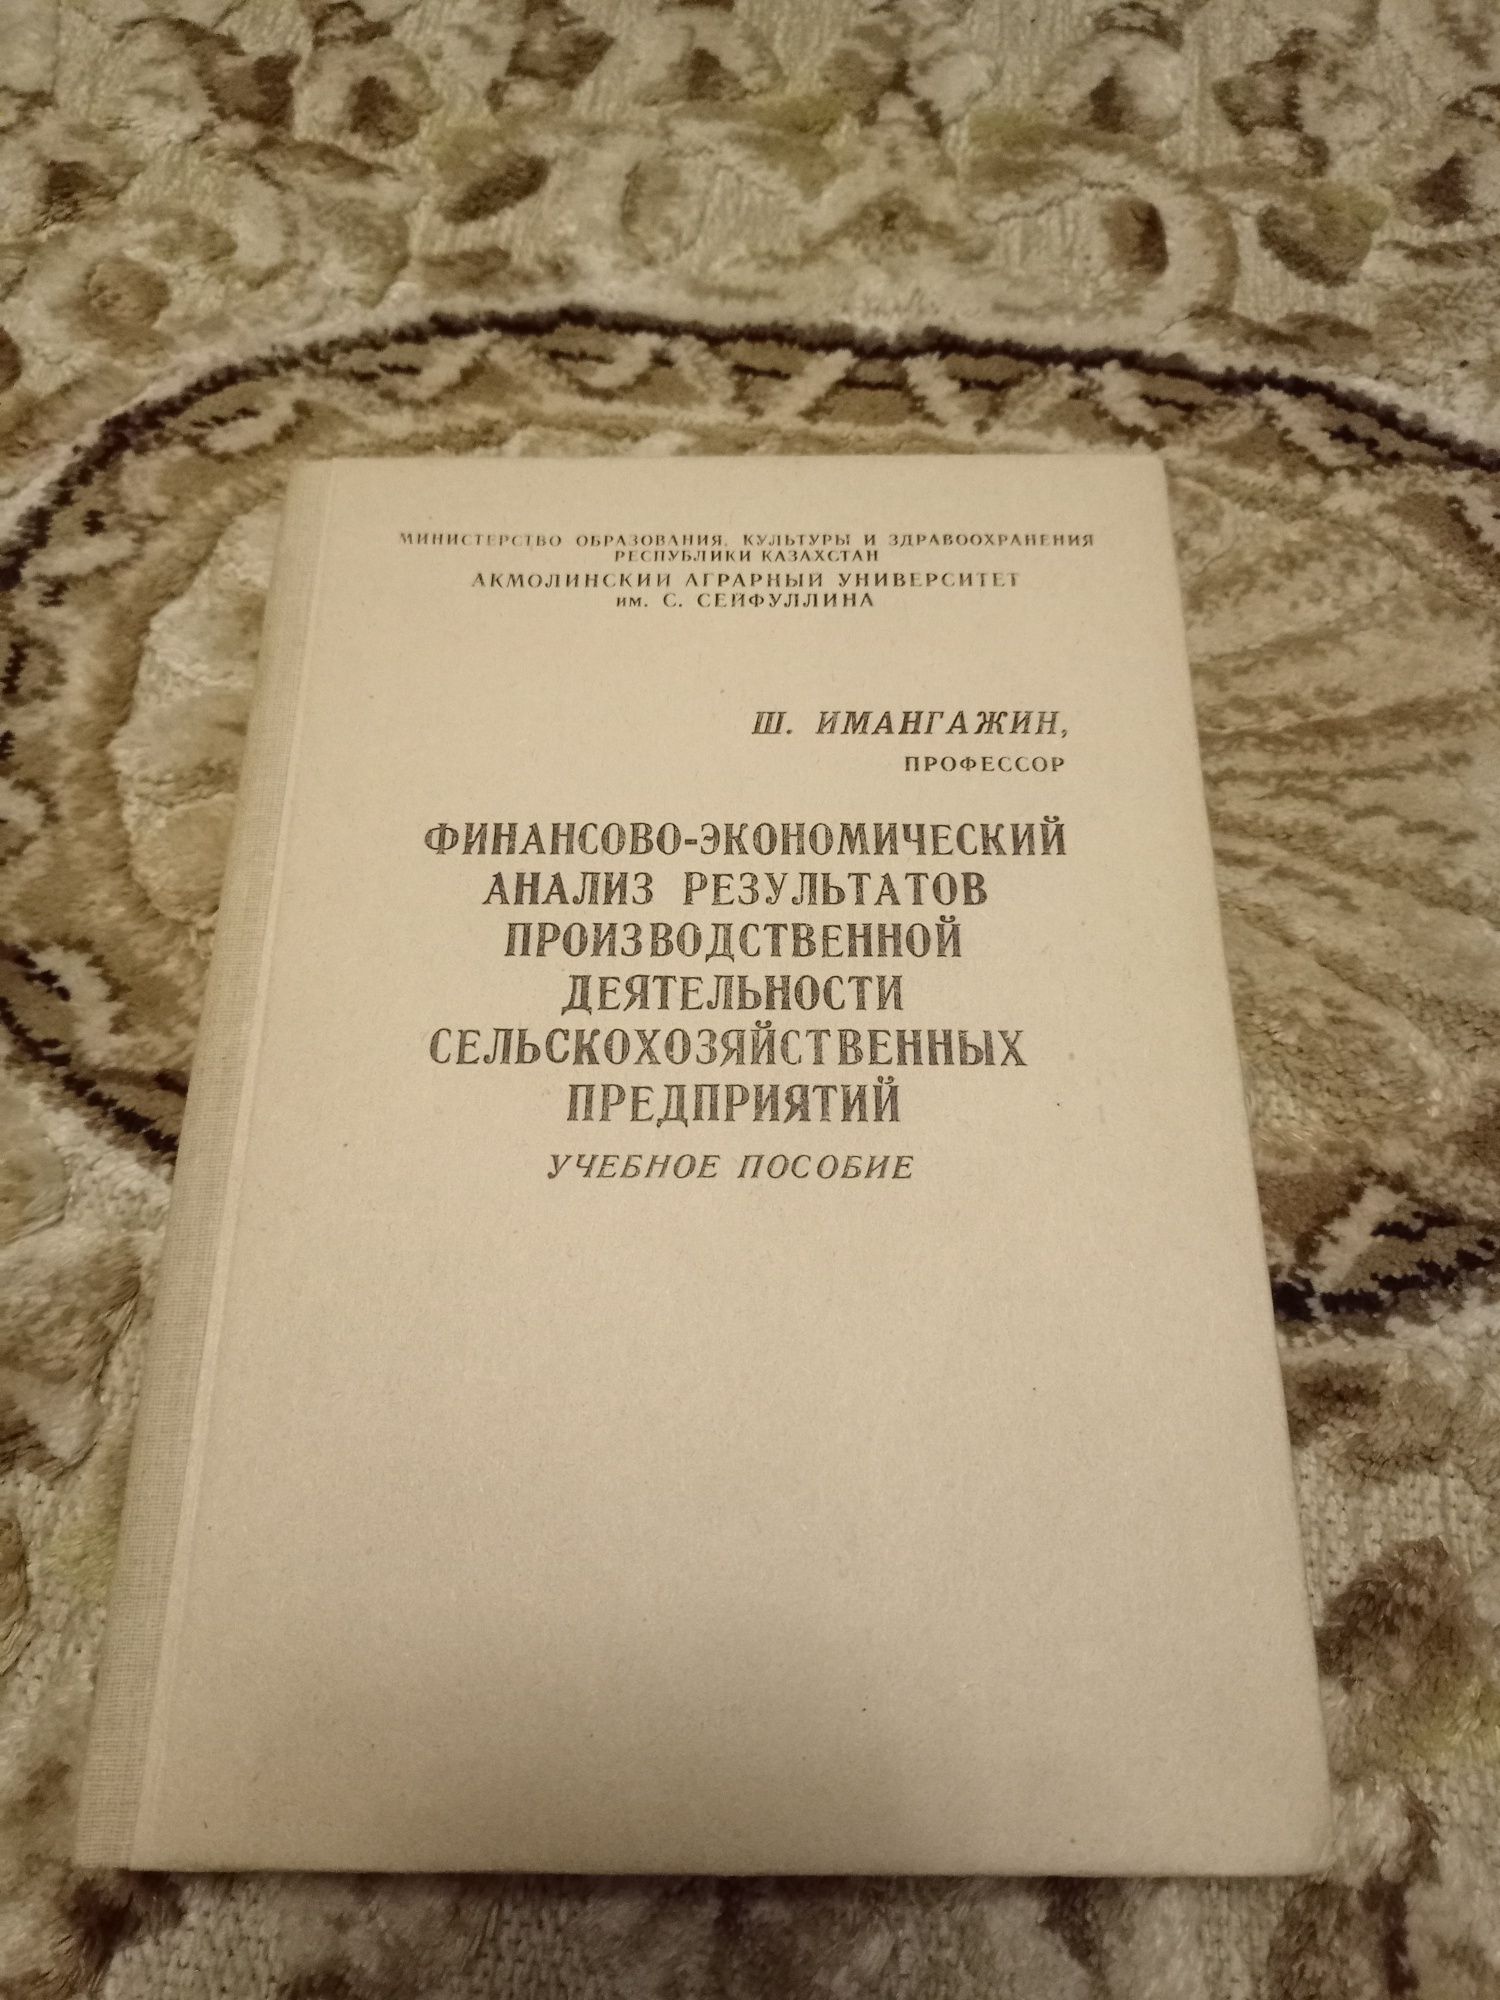 МИНИСТЕРСТВО ОБРАЗОВАНИЯ, КУЛЬТУРЫ И ЗДРАВООХРАНЕНИЯ
РЕСПУБЛИКИ КАЗАХСТАН
АКМОЛИНСКИЙ АГРАРНЫЙ УНИВЕРСИТЕТ
им. С. СЕЙФУЛЛИНА
Ш. ИМАНГАЖИН,
ПРОФЕССОР
ФИНАНСОВО-ЭКОНОМИЧЕСКИЙ
АНАЛИЗ РЕЗУЛЬТАТОВ
ПРОИЗВОДСТВЕННОЙ
ДЕЯТЕЛЬНОСТИ
СЕЛЬСКОХОЗЯЙСТВЕННЫХ
ПРЕДПРИЯТИЙ
УЧЕБНОЕ ПОСОБИЕ